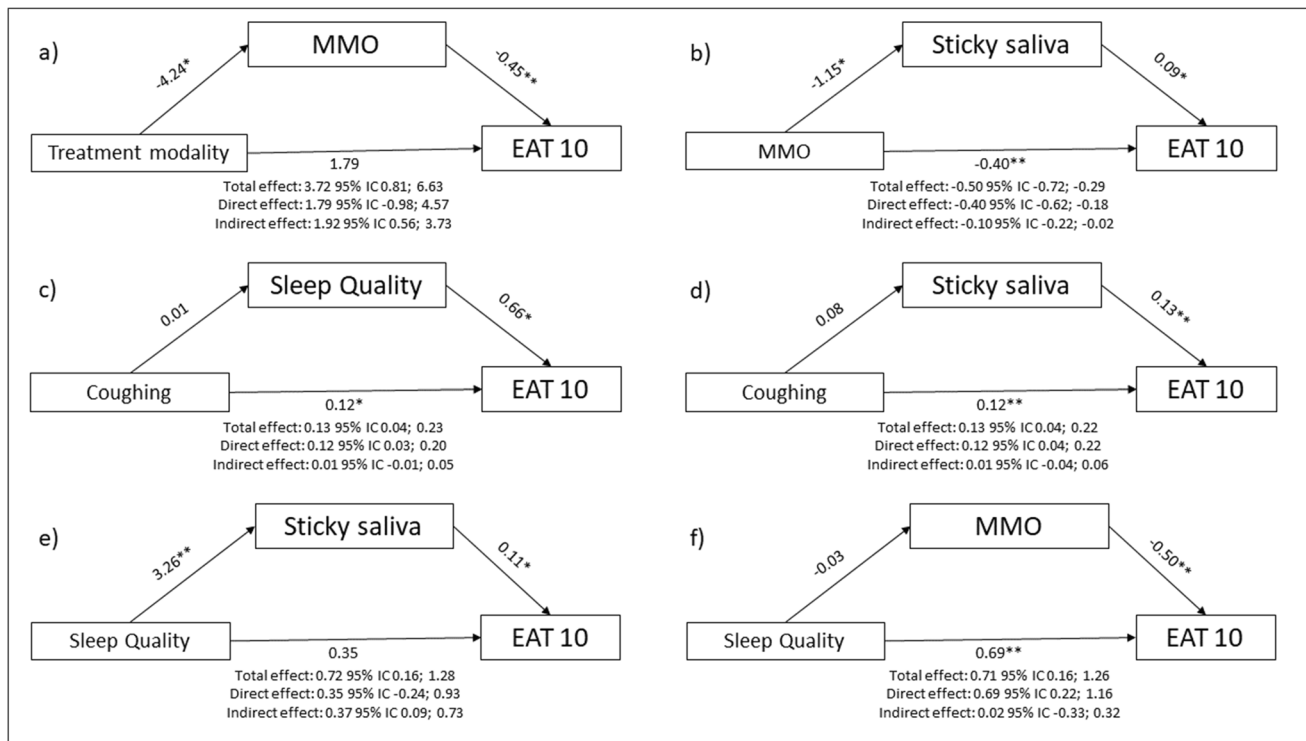 a)
MMO
-4.24*
-0.45**
Treatment modality
EAT 10
1.79
Total effect: 3.72 95% IC 0.81; 6.63
Direct effect: 1.79 95% IC -0.98; 4.57
Indirect effect: 1.92 95% IC 0.56; 3.73
b)
Sticky saliva
-1.15*
0.09*
MMO
EAT 10
-0.40**
Total effect: -0.50 95% IC -0.72; -0.29
Direct effect: -0.40 95% IC -0.62; -0.18
Indirect effect: -0.10 95% IC -0.22; -0.02
c)
Sleep Quality
0.01
0.66*
Coughing
EAT 10
0.12*
Total effect: 0.13 95% IC 0.04; 0.23
Direct effect: 0.12 95% IC 0.03; 0.20
Indirect effect: 0.01 95% IC -0.01; 0.05
d)
Sticky saliva
0.08
0.13**
Coughing
EAT 10
0.12**
Total effect: 0.13 95% IC 0.04; 0.22
Direct effect: 0.12 95% IC 0.04; 0.22
Indirect effect: 0.01 95% IC -0.04; 0.06
e)
Sticky saliva
3.26**
0.11*
Sleep Quality
EAT 10
0.35
Total effect: 0.72 95% IC 0.16; 1.28
Direct effect: 0.35 95% IC -0.24; 0.93
Indirect effect: 0.37 95% IC 0.09; 0.73
f)
MMO
-0.03
-0.50**
Sleep Quality
EAT 10
0.69**
Total effect: 0.71 95% IC 0.16; 1.26
Direct effect: 0.69 95% IC 0.22; 1.16
Indirect effect: 0.02 95% IC -0.33; 0.32